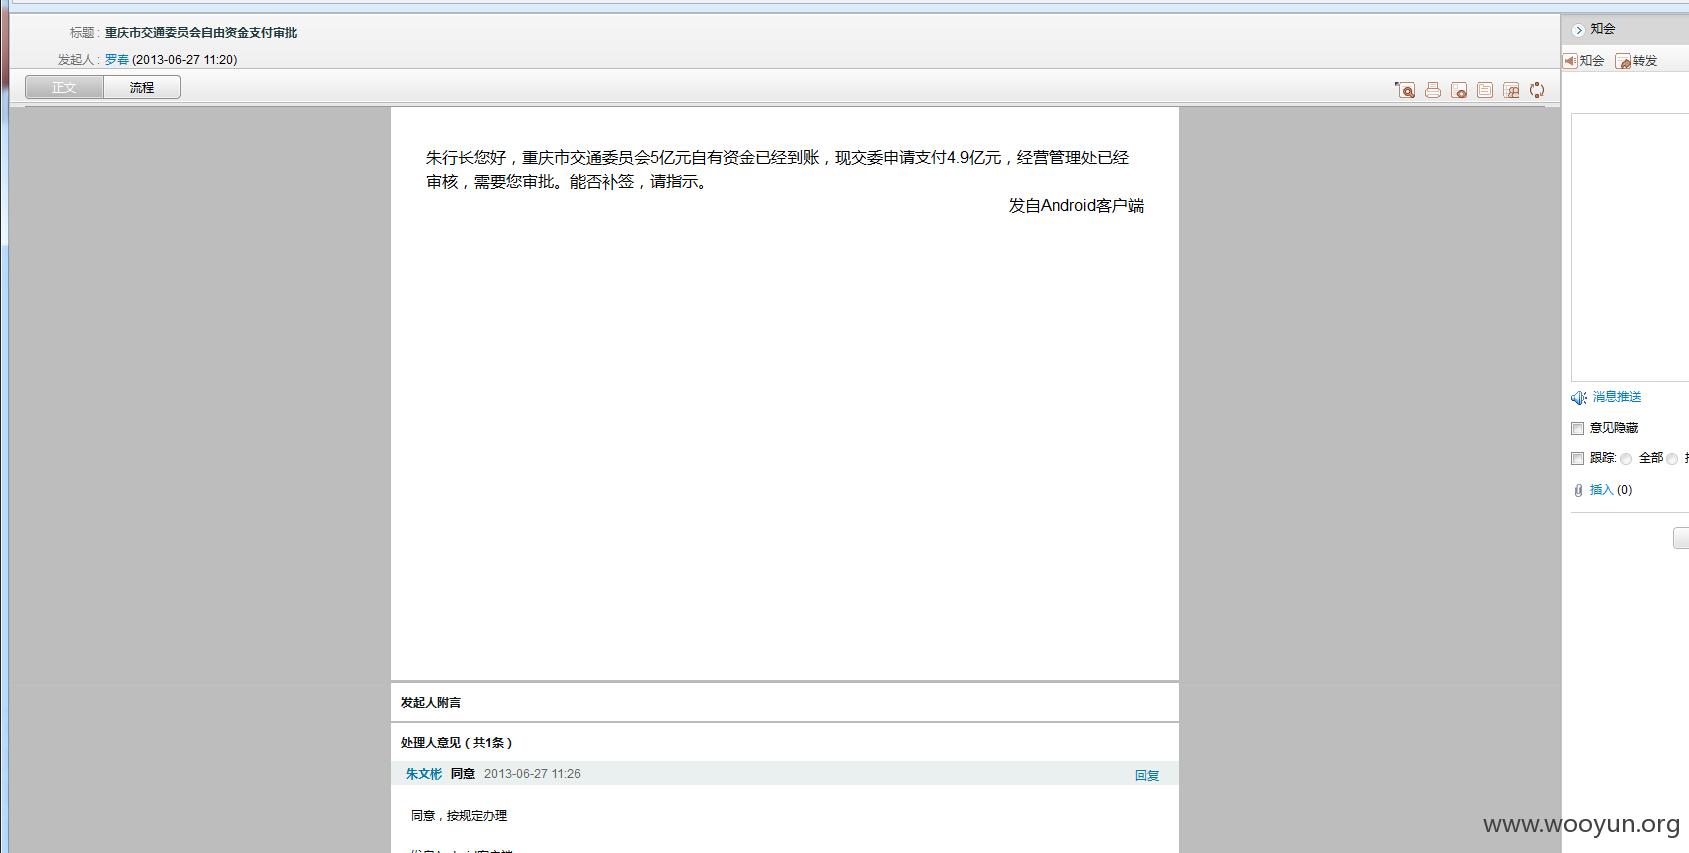 标题：重庆市交通委员会自由资金支付审批
发起人：罗春 (2013-06-27 11:20)
正文
流程
朱行长您好，重庆市交通委员会5亿元自有资金已经到账，现交委申请支付4.9亿元，经营管理处已经
审核，需要您审批。能否补签，请指示。
发自Android客户端
发起人附言
处理人意见（共1条）
朱文彬 同意 2013-06-27 11:26
回复
同意，按规定办理
知会
知会 转发
消息推送
意见隐藏
跟踪: 全部
插入 (0)
www.wooyun.org